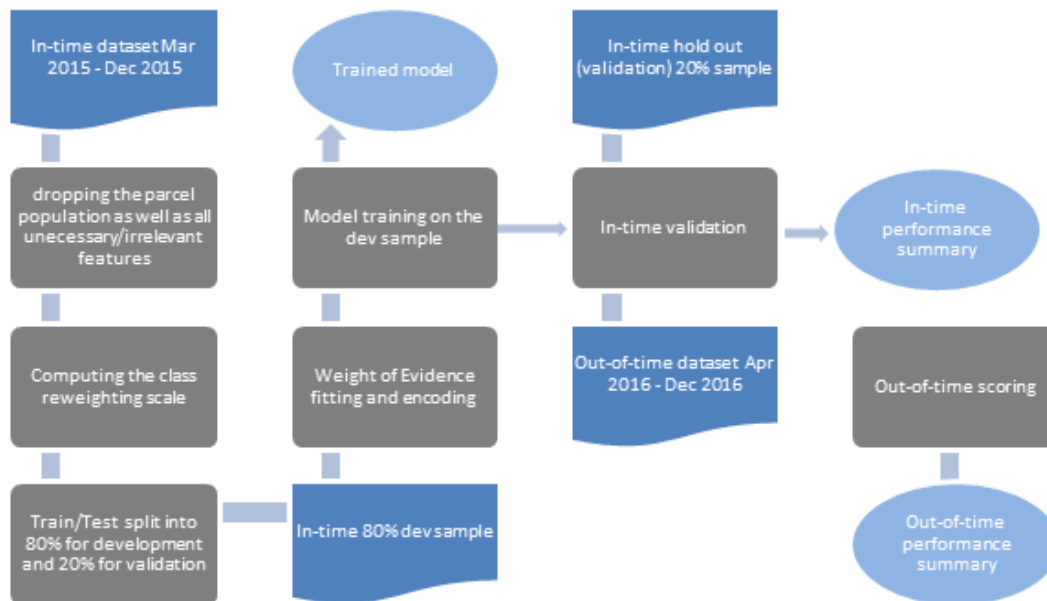 In-time dataset Mar
2015 - Dec 2015
dropping the parcel
population as well as all
unecessary/irrelevant
features
Computing the class
reweighting scale
Train/Test split into
80% for development
and 20% for validation
Trained model
Model training on the
dev sample
Weight of Evidence
fitting and encoding
In-time 80% dev sample
In-time hold out
(validation) 20% sample
In-time validation
Out-of-time dataset Apr
2016 - Dec 2016
In-time
performance
summary
Out-of-time scoring
Out-of-time
performance
summary